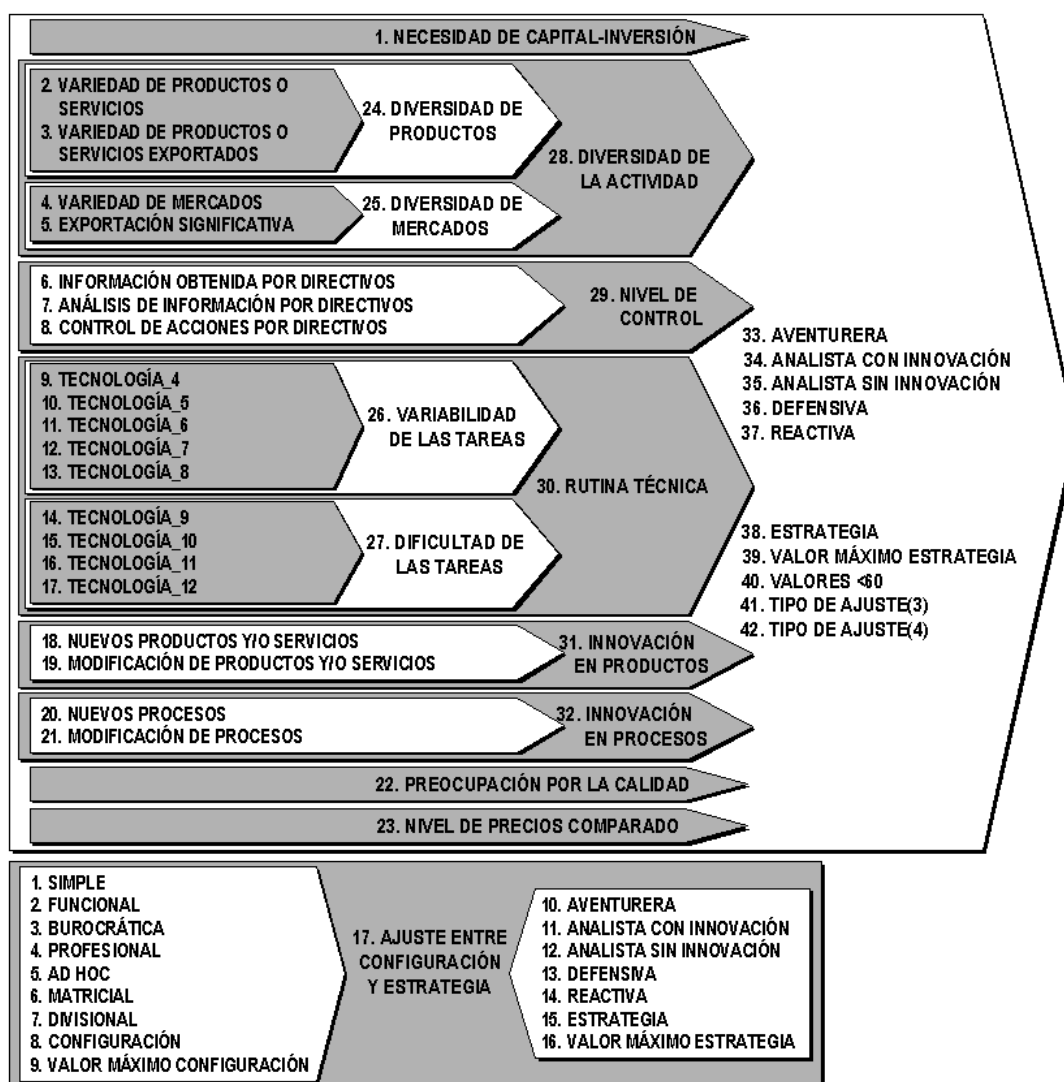 1. NECESIDAD DE CAPITAL-INVERSIÓN
2. VARIEDAD DE PRODUCTOS O
SERVICIOS
3. VARIEDAD DE PRODUCTOS O
SERVICIOS EXPORTADOS
24. DIVERSIDAD DE
PRODUCTOS
4. VARIEDAD DE MERCADOS
5. EXPORTACIÓN SIGNIFICATIVA
25. DIVERSIDAD DE
MERCADOS
28. DIVERSIDAD DE
LA ACTIVIDAD
6. INFORMACIÓN OBTENIDA POR DIRECTIVOS
7. ANÁLISIS DE INFORMACIÓN POR DIRECTIVOS
8. CONTROL DE ACCIONES POR DIRECTIVOS
29. NIVEL DE
CONTROL
9. TECNOLOGÍA_4
10. TECNOLOGÍA_5
11. TECNOLOGÍA_6
12. TECNOLOGÍA_7
13. TECNOLOGÍA_8
26. VARIABILIDAD
DE LAS TAREAS
14. TECNOLOGÍA_9
15. TECNOLOGÍA_10
16. TECNOLOGÍA_11
17. TECNOLOGÍA_12
27. DIFICULTAD DE
LAS TAREAS
30. RUTINA TÉCNICA
18. NUEVOS PRODUCTOS Y/O SERVICIOS
19. MODIFICACIÓN DE PRODUCTOS Y/O SERVICIOS
31. INNOVACIÓN
EN PRODUCTOS
20. NUEVOS PROCESOS
21. MODIFICACIÓN DE PROCESOS
32. INNOVACIÓN
EN PROCESOS
22. PREOCUPACIÓN POR LA CALIDAD
23. NIVEL DE PRECIOS COMPARADO
33. AVENTURERA
34. ANALISTA CON INNOVACIÓN
35. ANALISTA SIN INNOVACIÓN
36. DEFENSIVA
37. REACTIVA
38. ESTRATEGIA
39. VALOR MÁXIMO ESTRATEGIA
40. VALORES <60
41. TIPO DE AJUSTE(3)
42. TIPO DE AJUSTE(4)
1. SIMPLE
2. FUNCIONAL
3. BUROCRÁTICA
4. PROFESIONAL
5. AD HOC
6. MATRICIAL
7. DIVISIONAL
8. CONFIGURACIÓN
9. VALOR MÁXIMO CONFIGURACIÓN
17. AJUSTE ENTRE
CONFIGURACIÓN
Y ESTRATEGIA
10. AVENTURERA
11. ANALISTA CON INNOVACIÓN
12. ANALISTA SIN INNOVACIÓN
13. DEFENSIVA
14. REACTIVA
15. ESTRATEGIA
16. VALOR MÁXIMO ESTRATEGIA